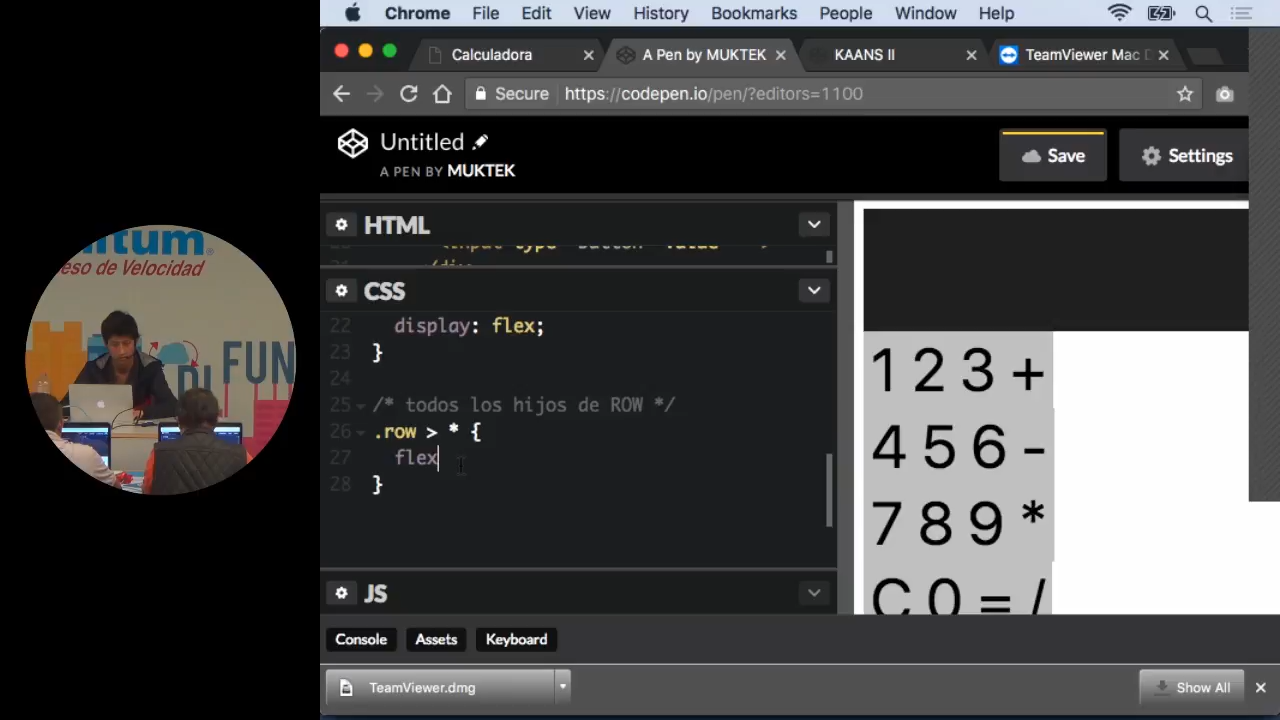 Chrome File Edit View History Bookmarks People Window Help
Calculadora
A Pen by MUKTEK
KAANS II
TeamViewer Mac D
Secure https://codepen.io/pen/?editors=1100
Untitled
A PEN BY MUKTEK
Save
Settings
HTML
CSS
22 display: flex;
23 }
24
25 /* todos los hijos de ROW */
26 .row > * {
27 flex
28 }
JS
Console Assets Keyboard
TeamViewer.dmg
Show All
1 2 3 +
4 5 6 -
7 8 9 *
C 0 = /
de Velocidad
FUN